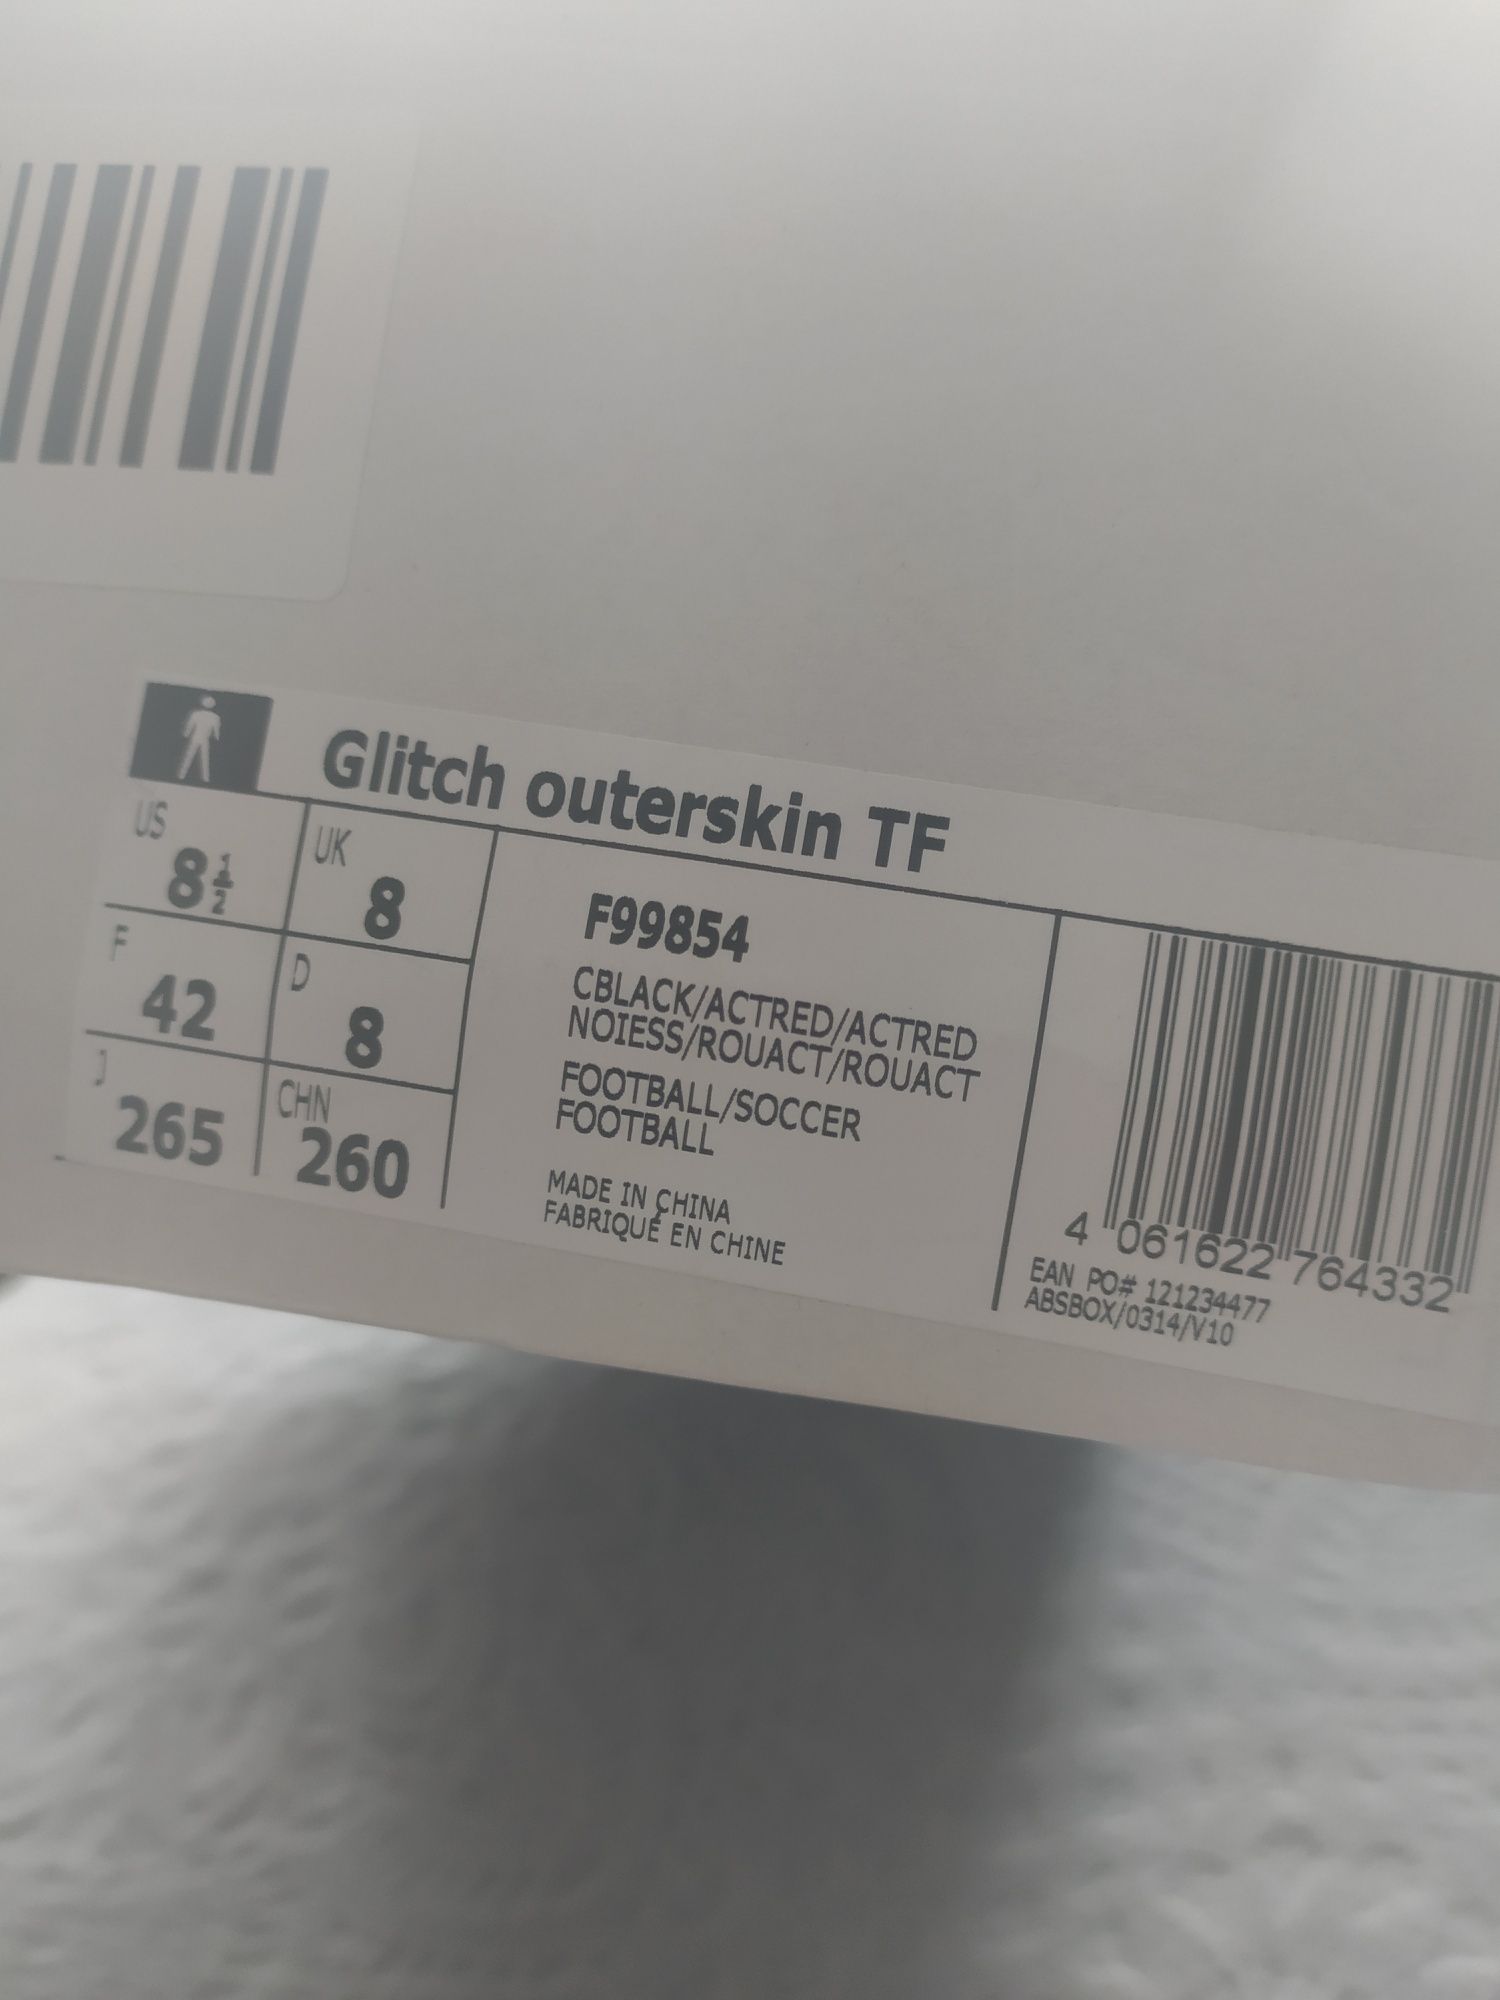 Glitch outerskin TF
US 8½ UK 8
F 42 D 8
J 265 CHN 260
F99854
CBLACK/ACTRED/ACTRED
NOIESS/ROUACT/ROUACT
FOOTBALL/SOCCER
FOOTBALL
MADE IN CHINA
FABRIQUÉ EN CHINE
4 061622 764332
EAN PO# 121234477
ABSBOX/0314/V10